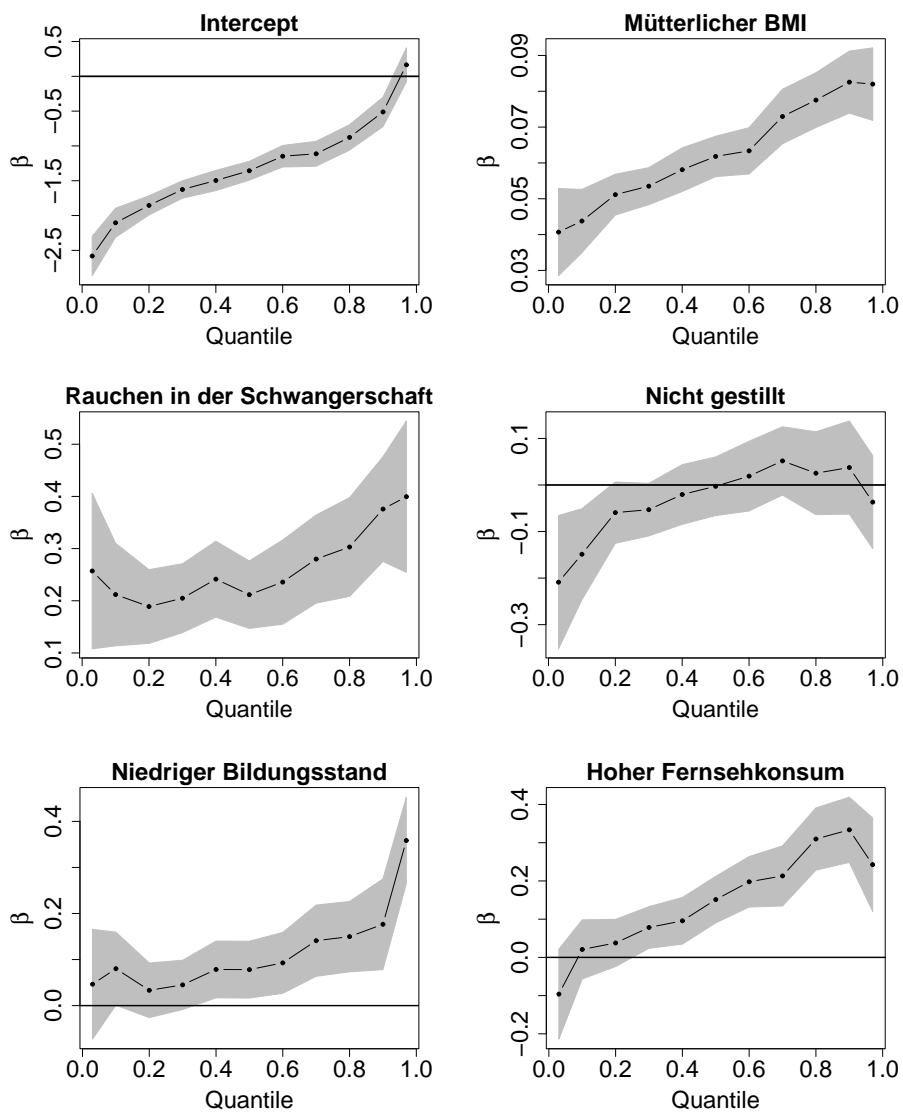 Intercept
β
0.5
−0.5
−1.5
−2.5
0.0 0.2 0.4 0.6 0.8 1.0
Quantile
Mütterlicher BMI
β
0.09
0.07
0.05
0.03
0.0 0.2 0.4 0.6 0.8 1.0
Quantile
Rauchen in der Schwangerschaft
β
0.5
0.4
0.3
0.2
0.1
0.0 0.2 0.4 0.6 0.8 1.0
Quantile
Nicht gestillt
β
0.1
−0.1
−0.3
0.0 0.2 0.4 0.6 0.8 1.0
Quantile
Niedriger Bildungsstand
β
0.4
0.2
0.0
0.0 0.2 0.4 0.6 0.8 1.0
Quantile
Hoher Fernsehkonsum
β
0.4
0.2
0.0
−0.2
0.0 0.2 0.4 0.6 0.8 1.0
Quantile